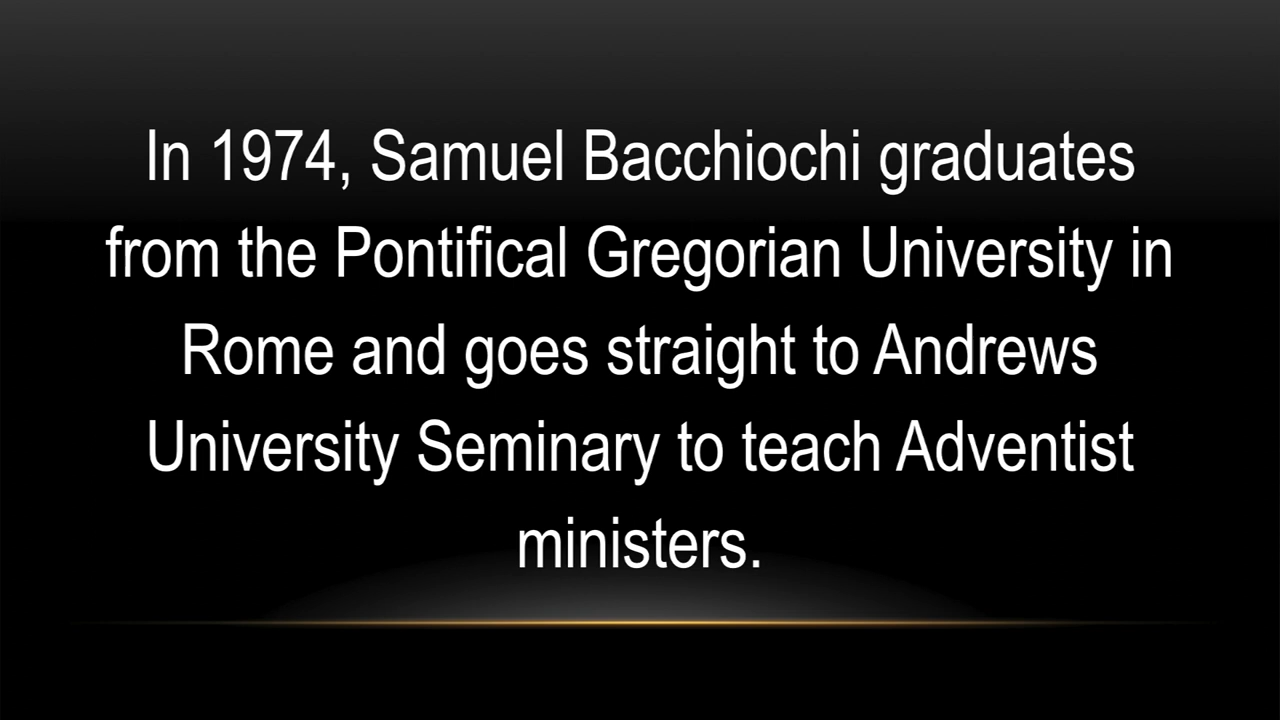 In 1974, Samuel Bacchiochi graduates
from the Pontifical Gregorian University in
Rome and goes straight to Andrews
University Seminary to teach Adventist
ministers.